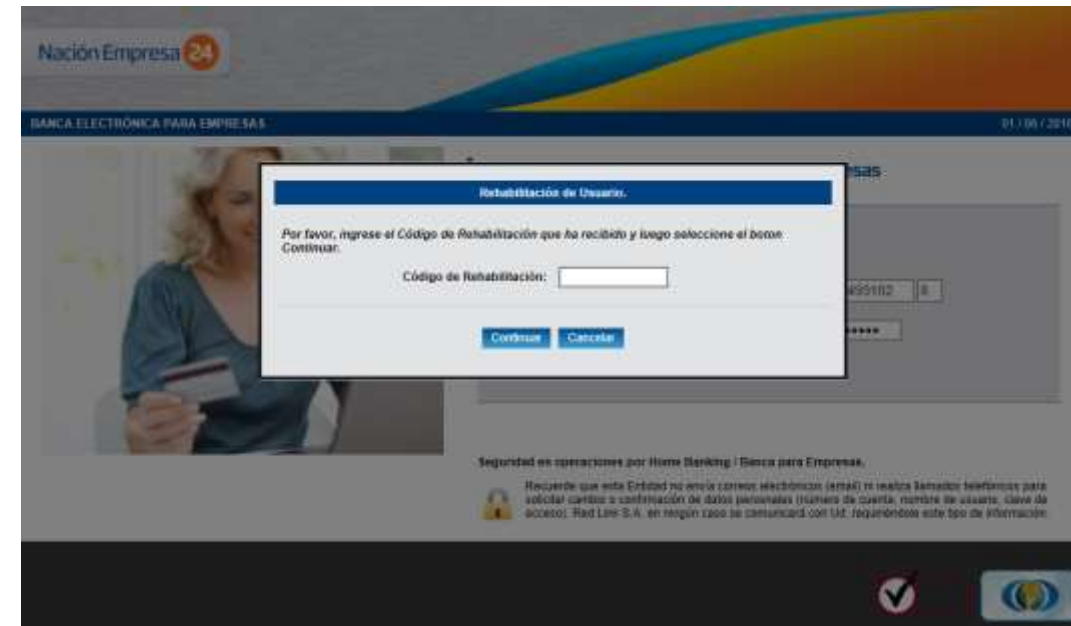 Nación Empresa 24
BANCA ELECTRÓNICA PARA EMPRESAS
Rehabilitación de Usuario.
Por favor, ingrese el Código de Rehabilitación que ha recibido y luego seleccione el boton
Continuar.
Código de Rehabilitación:
Continuar Cancelar
Seguridad en operaciones por Home Banking / Banca para Empresas.
Recuerde que esta Entidad no envía correos electrónicos (email) ni realiza llamados telefónicos para
solicitar cambio o confirmación de datos personales (número de cuenta, nombre de usuario, clave de
acceso). Red Link S.A. en ningún caso se comunicará con Ud. requiriéndole este tipo de información.